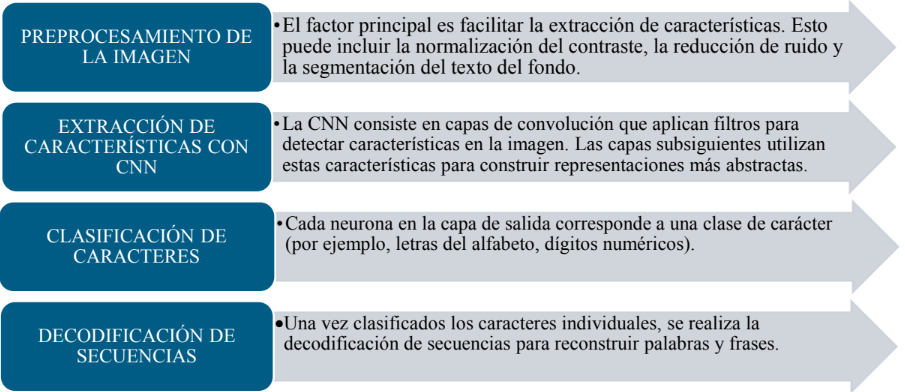 PREPROCESAMIENTO DE
LA IMAGEN
•El factor principal es facilitar la extracción de características. Esto
puede incluir la normalización del contraste, la reducción de ruido y
la segmentación del texto del fondo.
EXTRACCIÓN DE
CARACTERÍSTICAS CON
CNN
•La CNN consiste en capas de convolución que aplican filtros para
detectar características en la imagen. Las capas subsiguientes utilizan
estas características para construir representaciones más abstractas.
CLASIFICACIÓN DE
CARACTERES
•Cada neurona en la capa de salida corresponde a una clase de carácter
(por ejemplo, letras del alfabeto, dígitos numéricos).
DECODIFICACIÓN DE
SECUENCIAS
•Una vez clasificados los caracteres individuales, se realiza la
decodificación de secuencias para reconstruir palabras y frases.